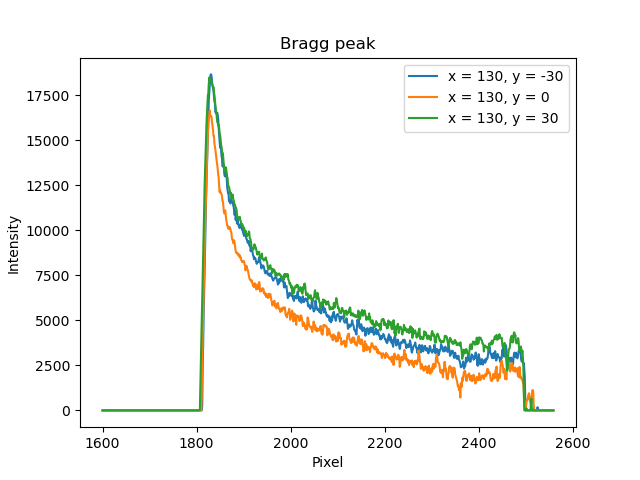 Bragg peak
x = 130, y = -30
x = 130, y = 0
x = 130, y = 30
17500
15000
12500
10000
7500
5000
2500
0
Intensity
1600 1800 2000 2200 2400 2600
Pixel